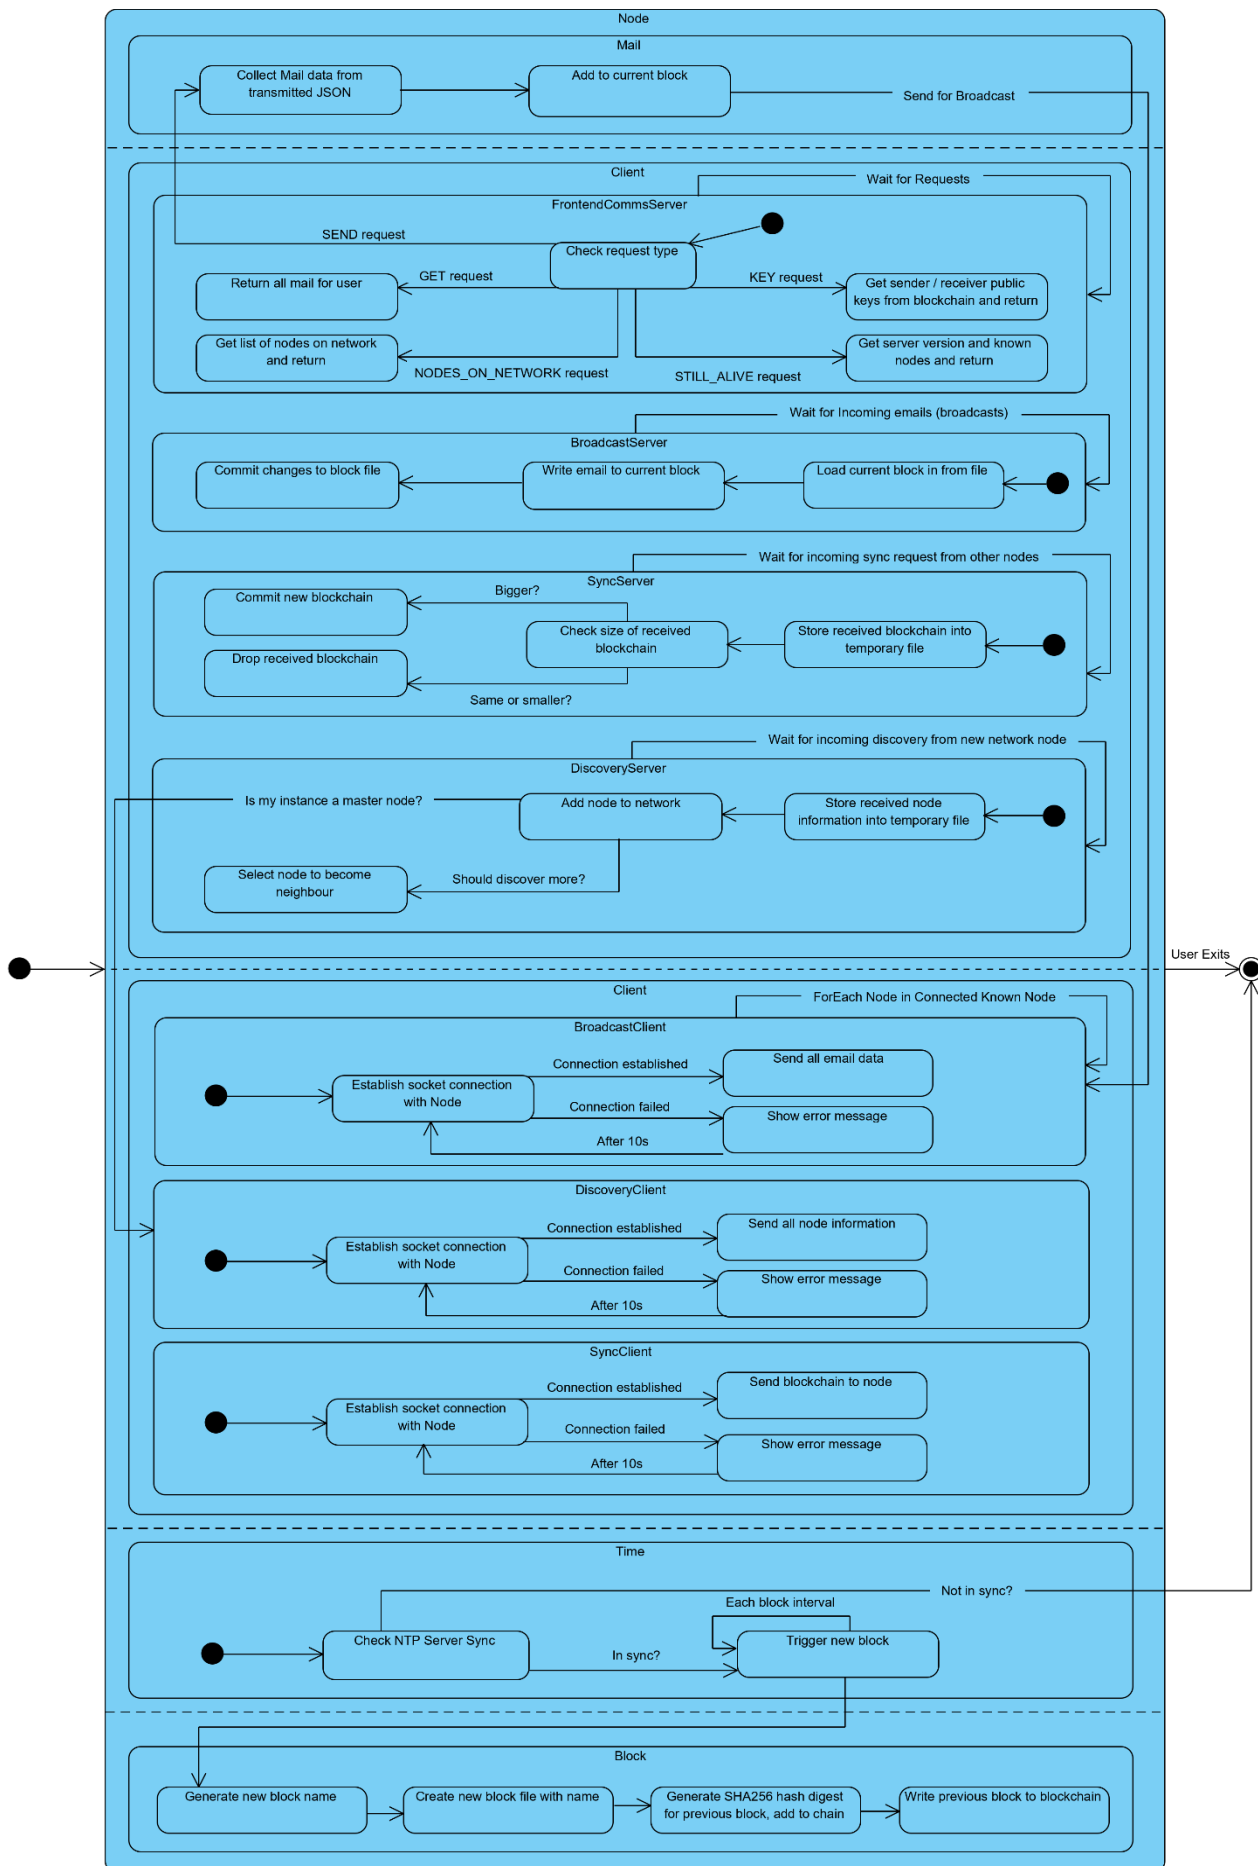 Node
Mail
Collect Mail data from
transmitted JSON
Add to current block
Send for Broadcast
Client
Wait for Requests
FrontendCommsServer
SEND request
Check request type
Return all mail for user
GET request
KEY request
Get sender / receiver public
keys from blockchain and return
Get list of nodes on network
and return
NODES_ON_NETWORK request
STILL_ALIVE request
Get server version and known
nodes and return
Wait for Incoming emails (broadcasts)
BroadcastServer
Commit changes to block file
Write email to current block
Load current block in from file
Wait for incoming sync request from other nodes
SyncServer
Commit new blockchain
Bigger?
Check size of received
blockchain
Store received blockchain into
temporary file
Drop received blockchain
Same or smaller?
Wait for incoming discovery from new network node
DiscoveryServer
Is my instance a master node?
Add node to network
Store received node
information into temporary file
Select node to become
neighbour
Should discover more?
User Exits
Client
ForEach Node in Connected Known Node
BroadcastClient
Establish socket connection
with Node
Connection established
Send all email data
Connection failed
Show error message
After 10s
DiscoveryClient
Establish socket connection
with Node
Connection established
Send all node information
Connection failed
Show error message
After 10s
SyncClient
Establish socket connection
with Node
Connection established
Send blockchain to node
Connection failed
Show error message
After 10s
Time
Not in sync?
Each block interval
Check NTP Server Sync
In sync?
Trigger new block
Block
Generate new block name
Create new block file with name
Generate SHA256 hash digest
for previous block, add to chain
Write previous block to blockchain